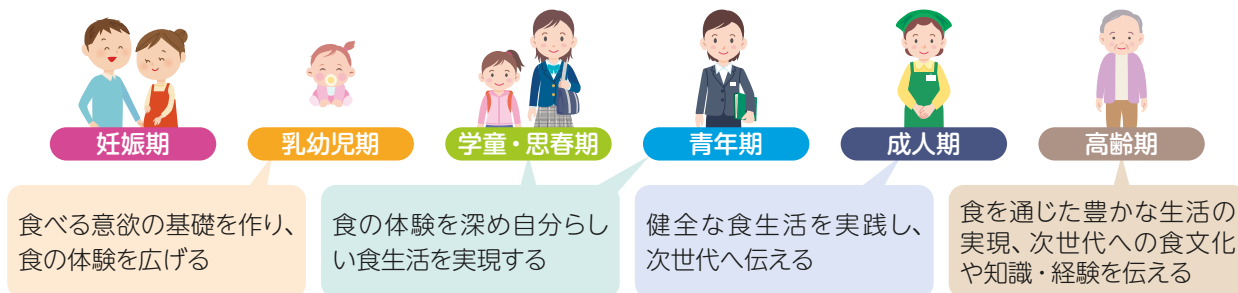 妊娠期
乳幼児期
学童・思春期
青年期
成人期
高齢期
食べる意欲の基礎を作り、
食の体験を広げる
食の体験を深め自分らし
い食生活を実現する
健全な食生活を実践し、
次世代へ伝える
食を通じた豊かな生活の
実現、次世代への食文化
や知識・経験を伝える